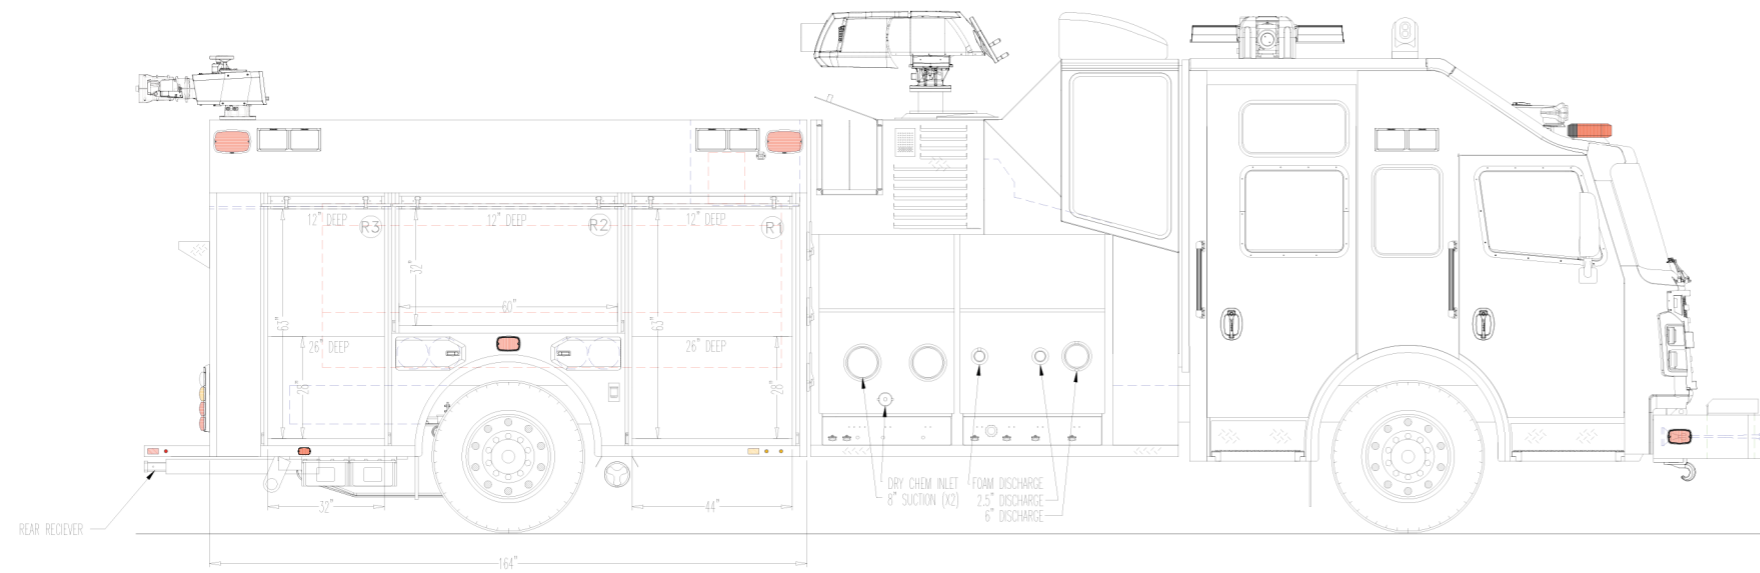 12" DEEP
R3
12" DEEP
R2
12" DEEP
R1
32"
63"
60"
63"
26" DEEP
26" DEEP
28"
28"
DRY CHEM INLET
8" SUCTION (X2)
FOAM DISCHARGE
2.5" DISCHARGE
6" DISCHARGE
32"
44"
REAR RECIEVER
164"